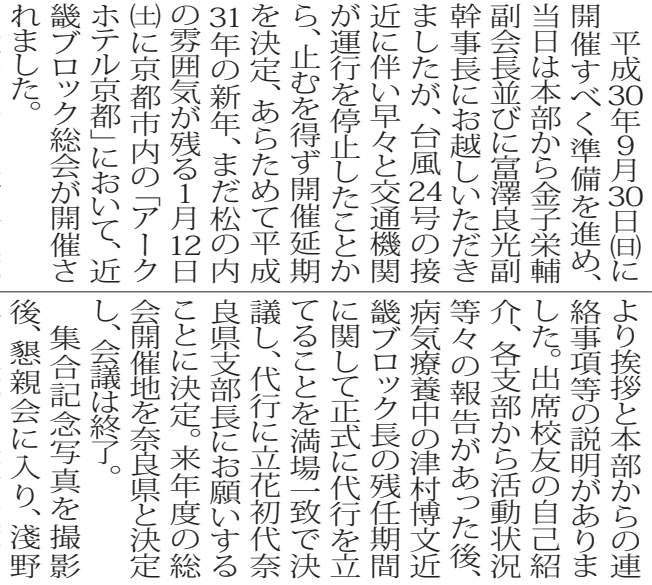 平成30年9月30日㈰に
開催すべく準備を進め、
当日は本部から金子栄輔
副会長並びに富澤良光副
幹事長にお越しいただき
ましたが、台風24号の接
近に伴い早々と交通機関
が運行を停止したことか
ら、止むを得ず開催延期
を決定、あらためて平成
31年の新年、まだ松の内
の雰囲気が残る1月12日
㈯に京都市内の「アーク
ホテル京都」において、近
畿ブロック総会が開催さ
れました。
より挨拶と本部からの連
絡事項等の説明がありま
した。出席校友の自己紹
介、各支部から活動状況
等々の報告があった後、
病気療養中の津村博文近
畿ブロック長の残任期間
に関して正式に代行を立
てることを満場一致で決
議し、代行に立花初代奈
良県支部長にお願いする
ことに決定。来年度の総
会開催地を奈良県と決定
し、会議は終了。
　集合記念写真を撮影
後、懇親会に入り、淺野